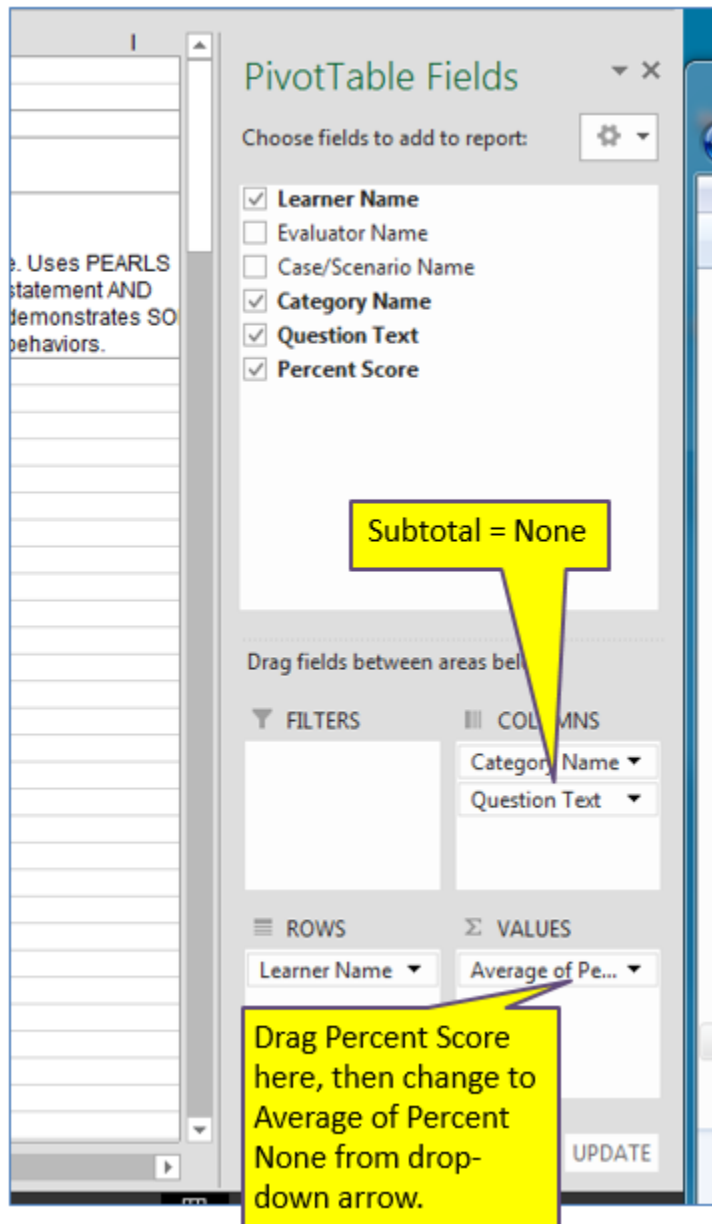 I
PivotTable Fields
Choose fields to add to report:
Learner Name
Evaluator Name
Case/Scenario Name
Category Name
Question Text
Percent Score
. Uses PEARLS
statement AND
demonstrates SO
behaviors.
Subtotal = None
Drag fields between areas
FILTERS
COLUMNS
Category Name
Question Text
ROWS
Σ VALUES
Learner Name
Average of Pe...
Drag Percent Score
here, then change to
Average of Percent
None from drop-
down arrow.
UPDATE